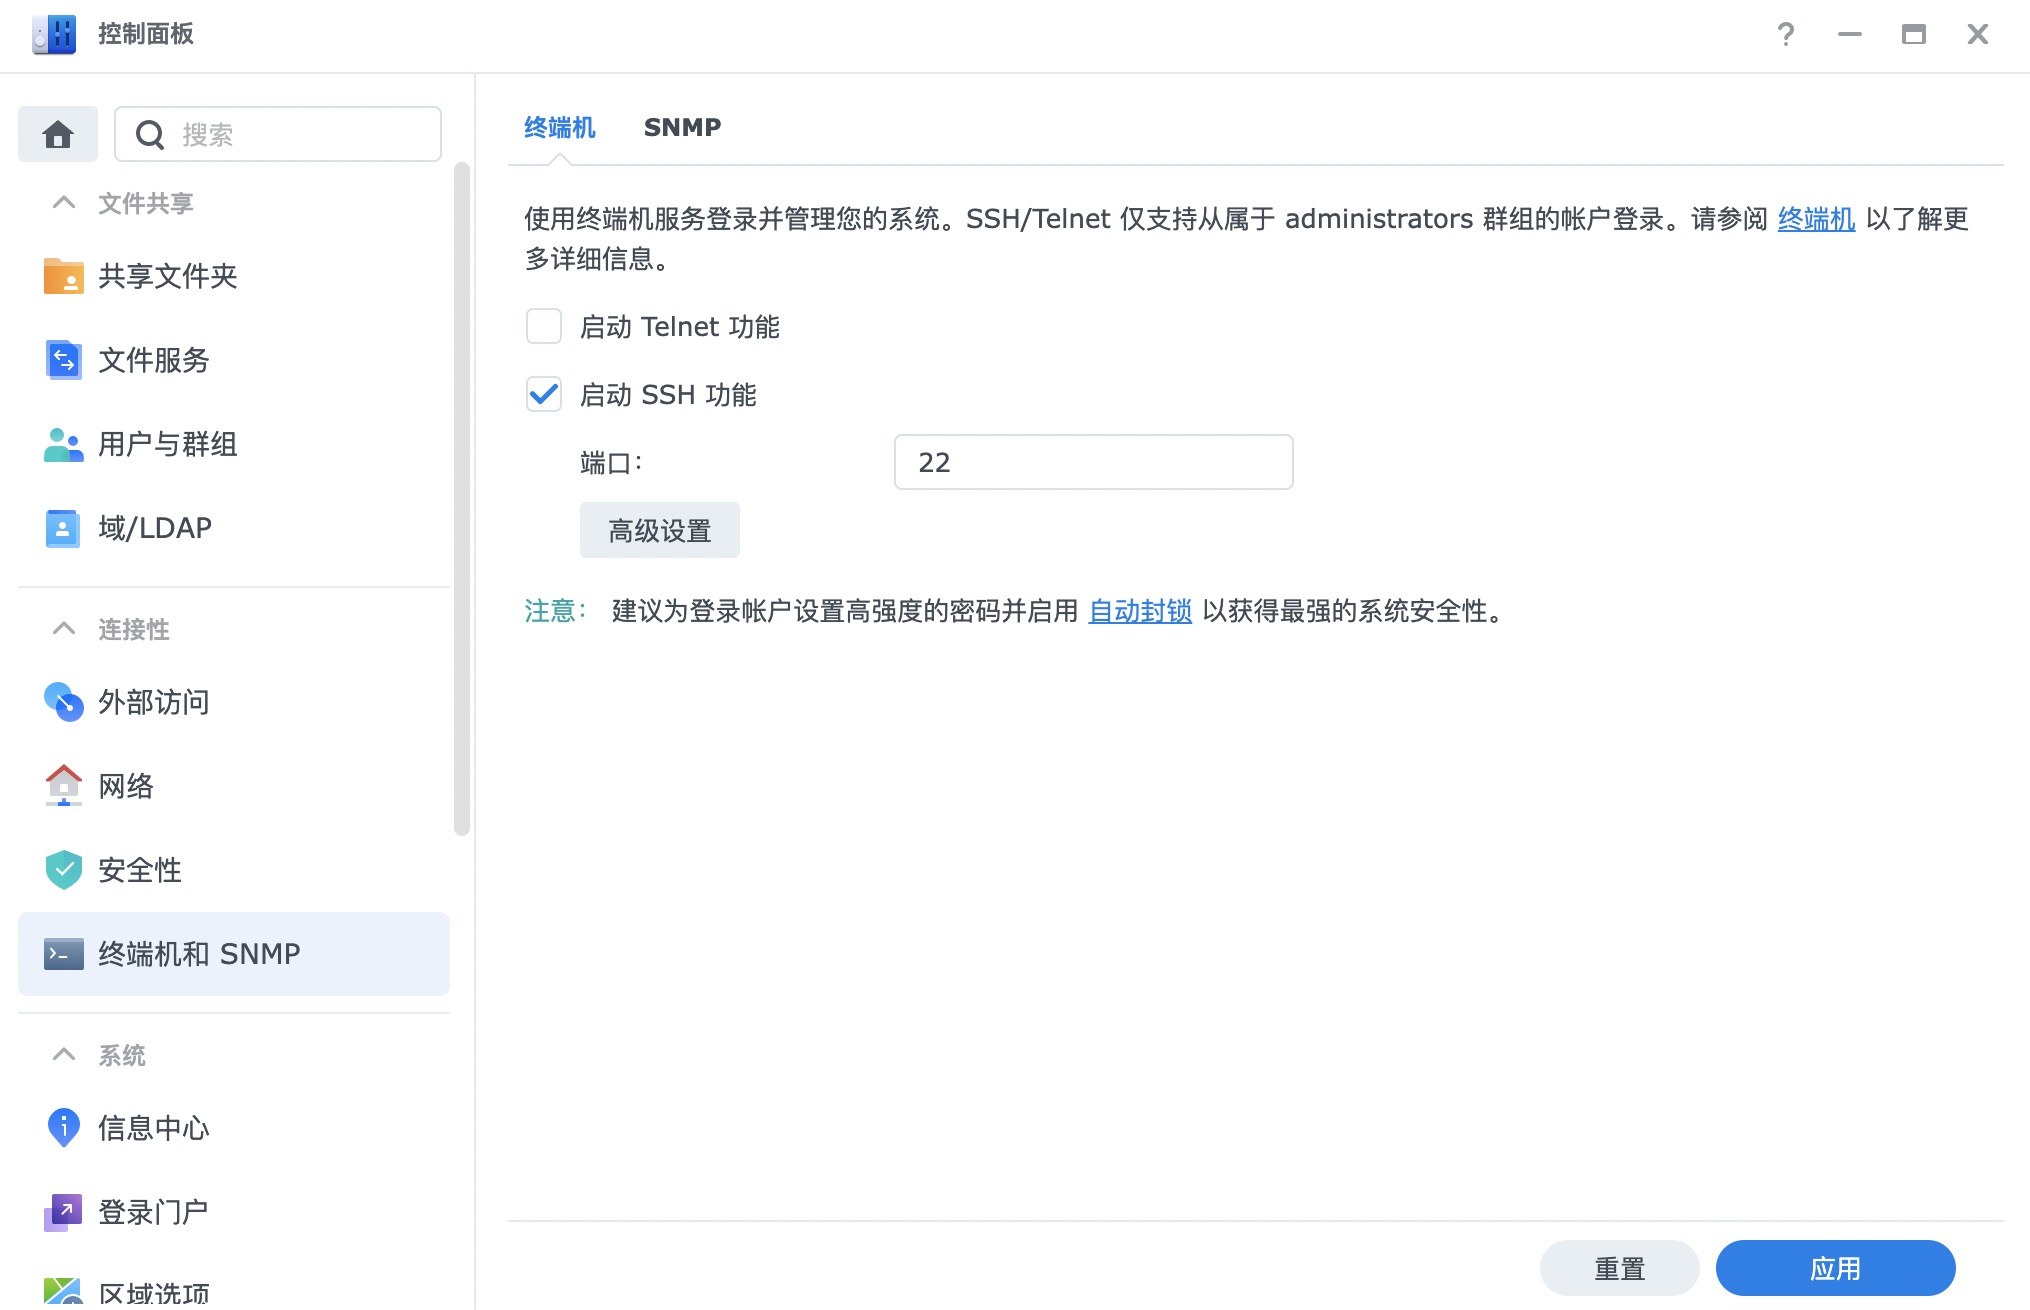 控制面板
搜索
文件共享
共享文件夹
文件服务
用户与群组
域/LDAP
连接性
外部访问
网络
安全性
终端机和 SNMP
系统
信息中心
登录门户
区域选项
终端机 SNMP
使用终端机服务登录并管理您的系统。SSH/Telnet 仅支持从属于 administrators 群组的帐户登录。请参阅 终端机 以了解更
多详细信息。
启动 Telnet 功能
启动 SSH 功能
端口：
22
高级设置
注意： 建议为登录帐户设置高强度的密码并启用 自动封锁 以获得最强的系统安全性。
重置
应用